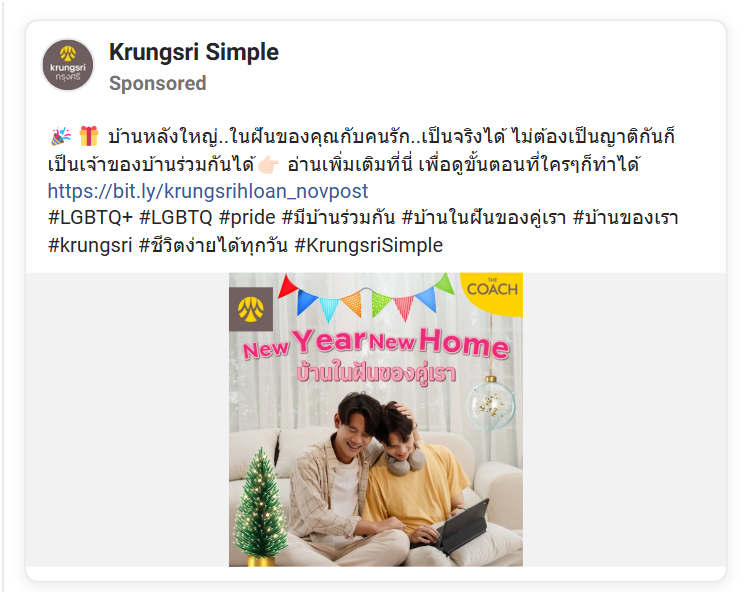 Krungsri Simple
Sponsored
🎉 🎁 บ้านหลังใหญ่..ในฝันของคุณกับคนรัก..เป็นจริงได้ ไม่ต้องเป็นญาติกันก็
เป็นเจ้าของบ้านร่วมกันได้👉🏻 อ่านเพิ่มเติมที่นี่ เพื่อดูขั้นตอนที่ใครๆก็ทำได้
https://bit.ly/krungsrihloan_novpost
#LGBTQ+ #LGBTQ #pride #มีบ้านร่วมกัน #บ้านในฝันของคู่เรา #บ้านของเรา
#krungsri #ชีวิตง่ายได้ทุกวัน #KrungsriSimple
krungsri
กรุงศรี
THE
COACH
New Year New Home
บ้านในฝันของคู่เรา